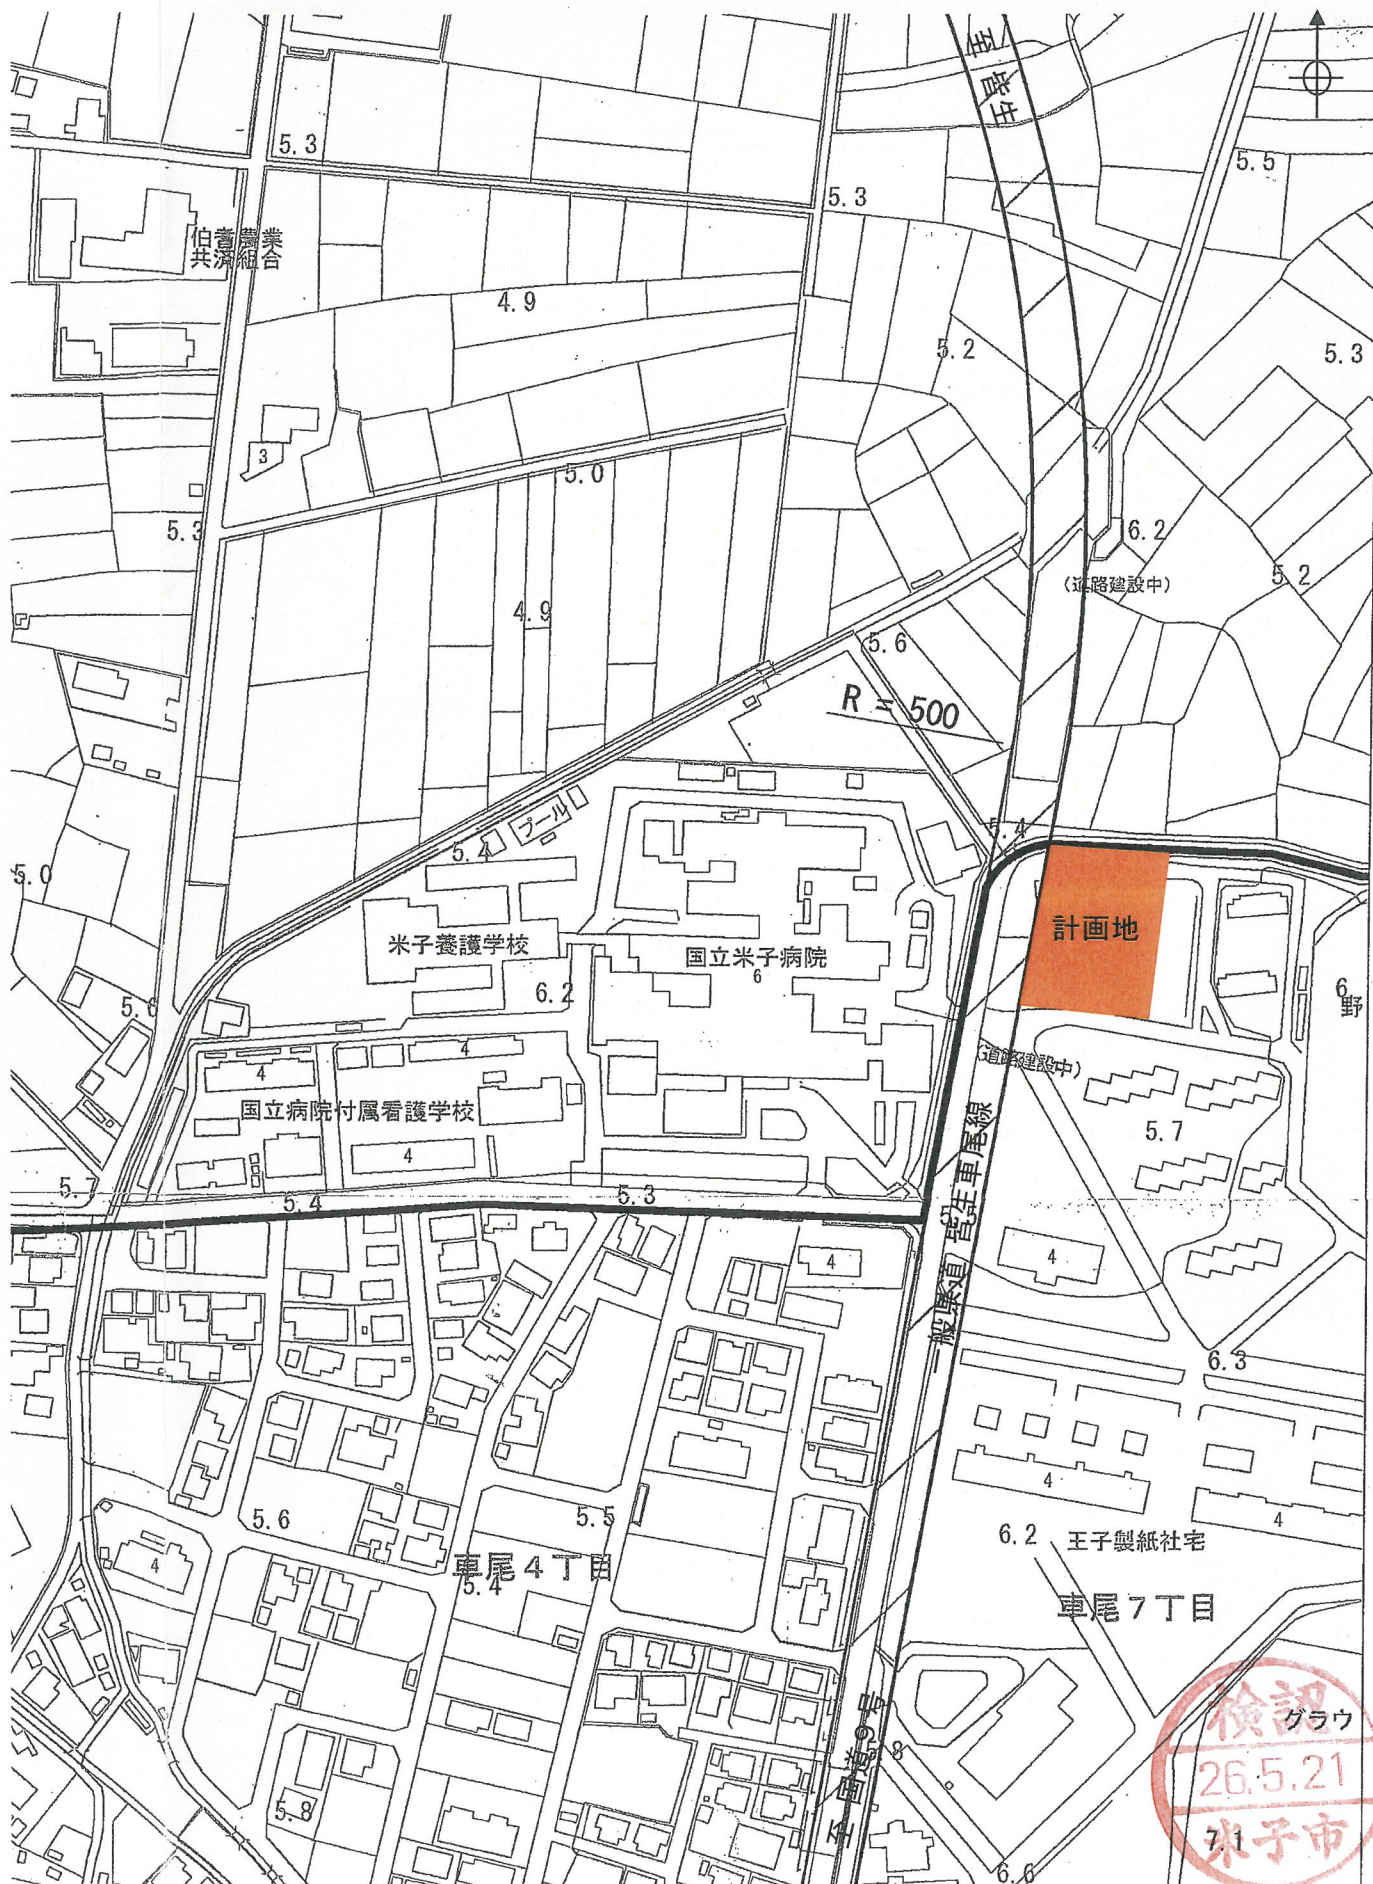 至 皆生
5.3
5.5
5.3
伯耆農業
共済組合
4.9
5.2
5.3
3
5.0
5.3
6.2
(道路建設中)
5.2
4.9
5.6
R = 500
プール
5.4
5.4
5.0
計画地
米子養護学校
国立米子病院
6
6.2
6
野
5.6
(道路建設中)
4
4
国立病院付属看護学校
5.7
4
一般県道 皆生車尾線
5.7
5.4
5.3
4
4
6.3
4
5.6
5.5
4
6.2
王子製紙社宅
4
車尾4丁目
5.4
車尾7丁目
至 国道9号
検認
グラウ
26.5.21
5.8
7.1
米子市
6.6